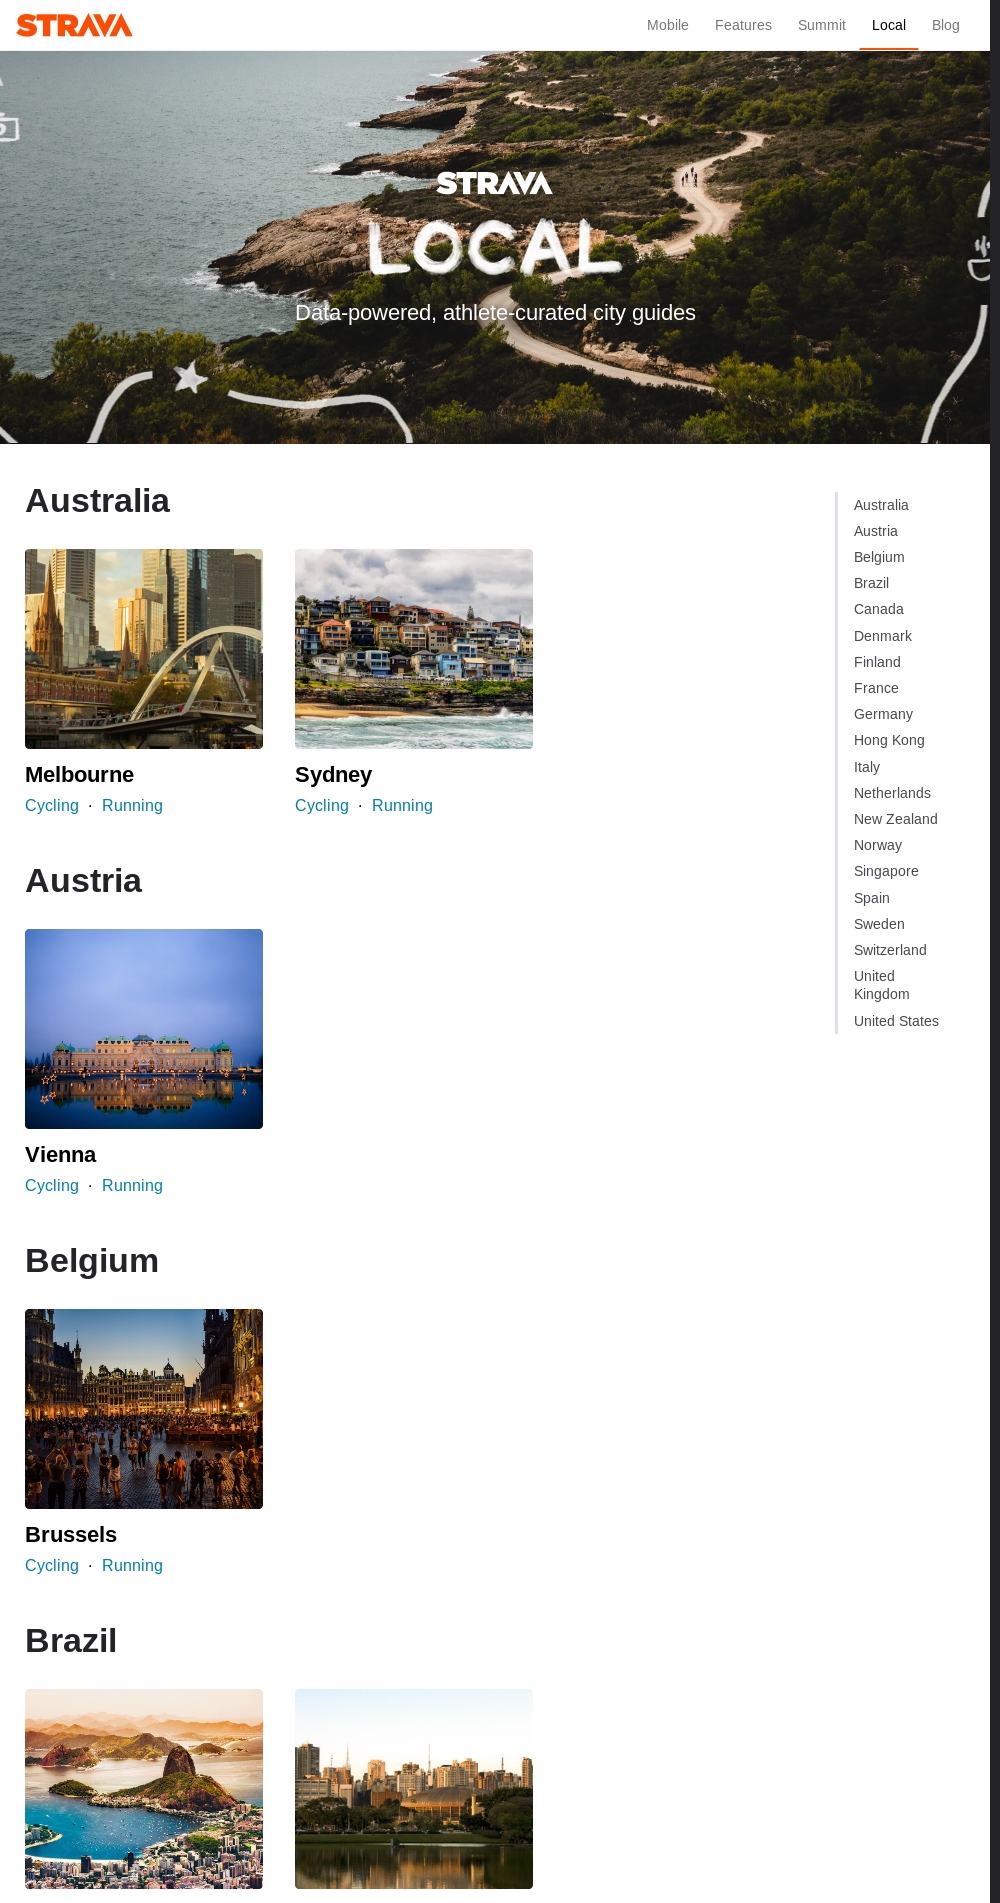 STRAVA
Mobile Features Summit Local Blog
STRAVA
LOCAL
Data-powered, athlete-curated city guides
Australia
Melbourne
Cycling · Running
Sydney
Cycling · Running
Austria
Vienna
Cycling · Running
Belgium
Brussels
Cycling · Running
Brazil
Australia
Austria
Belgium
Brazil
Canada
Denmark
Finland
France
Germany
Hong Kong
Italy
Netherlands
New Zealand
Norway
Singapore
Spain
Sweden
Switzerland
United
Kingdom
United States